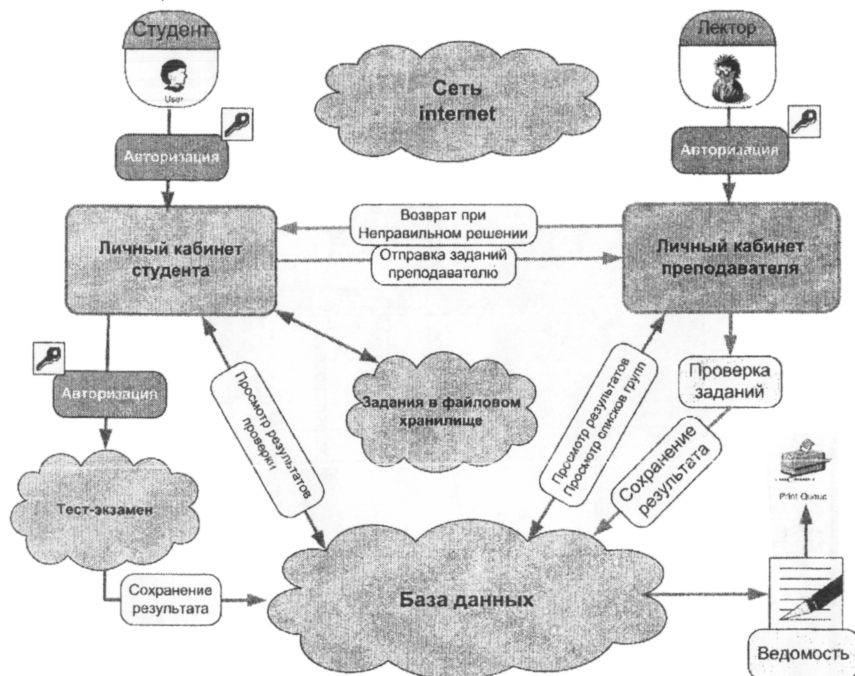 Студент
User
Авторизация
Лектор
Авторизация
Сеть
internet
Личный кабинет
студента
Возврат при
Неправильном решении
Отправка заданий
преподавателю
Личный кабинет
преподавателя
Авторизация
Просмотр результатов
проверки
Задания в файловом
хранилище
Просмотр результатов
Просмотр списков групп
Проверка
заданий
Сохранение
результата
Тест-экзамен
Сохранение
результата
База данных
Print Queue
Ведомость